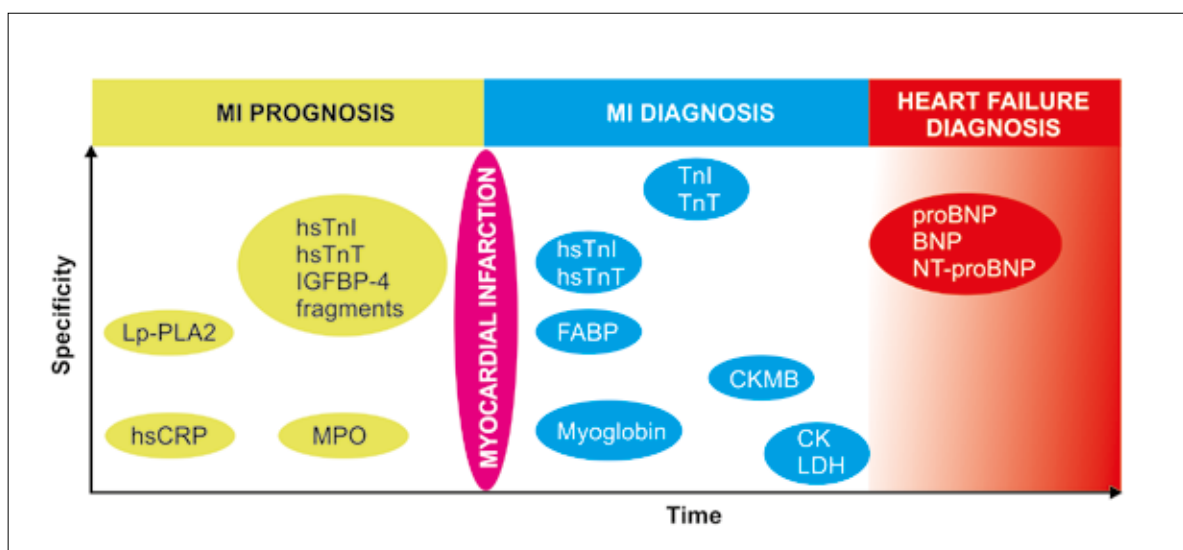 MI PROGNOSIS
MI DIAGNOSIS
HEART FAILURE
DIAGNOSIS
Specificity
hsTnI
hsTnT
IGFBP-4
fragments
Lp-PLA2
hsCRP
MPO
MYOCARDIAL INFARCTION
TnI
TnT
hsTnI
hsTnT
FABP
CKMB
Myoglobin
CK
LDH
proBNP
BNP
NT-proBNP
Time